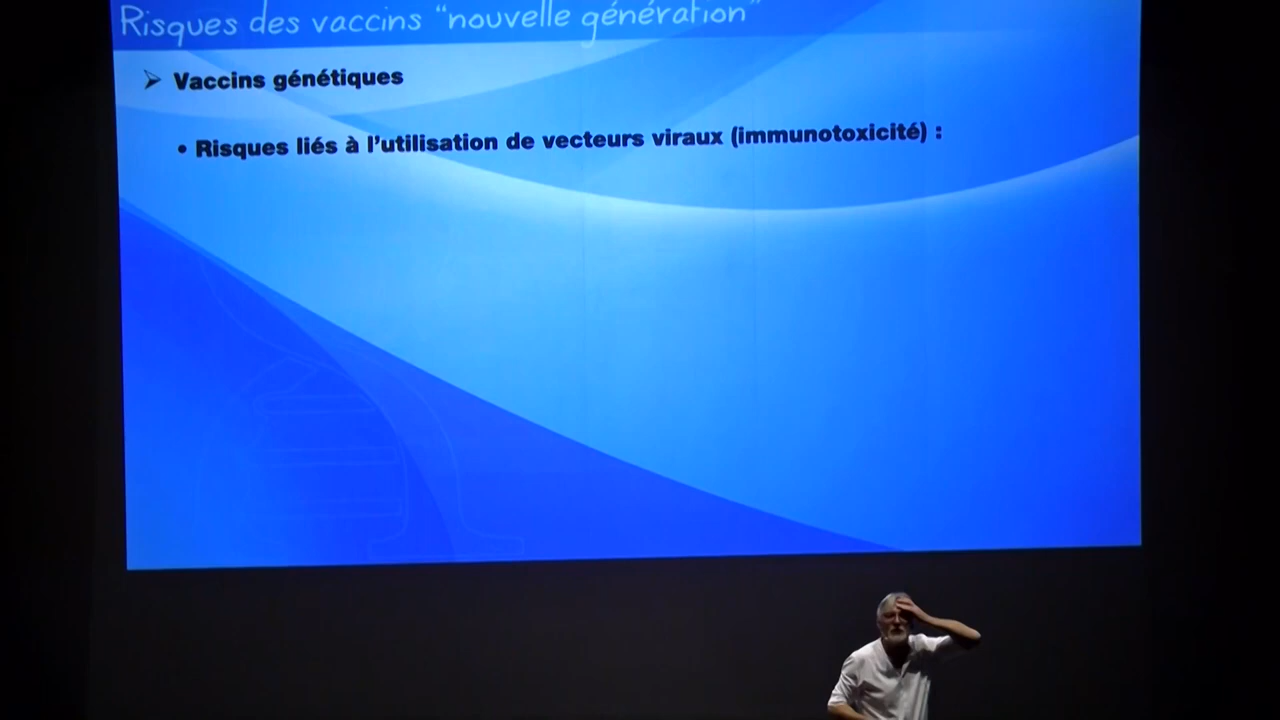 Risques des vaccins “nouvelle génération”
➢ Vaccins génétiques
• Risques liés à l’utilisation de vecteurs viraux (immunotoxicité) :